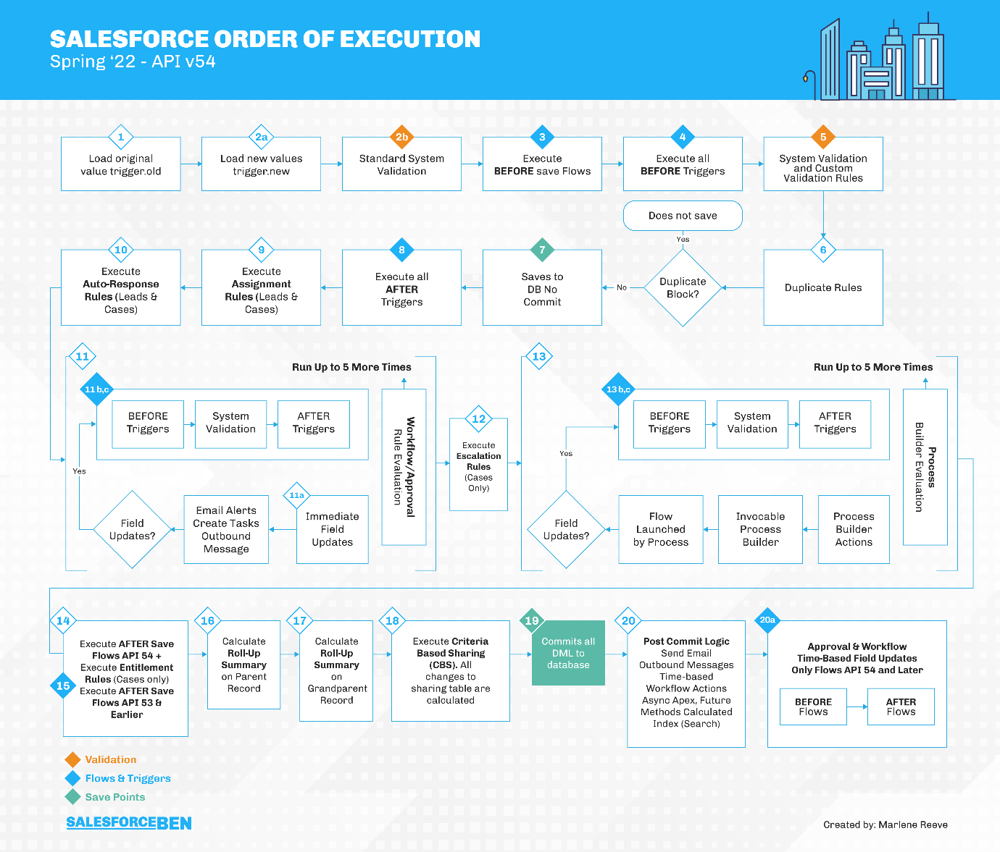 SALESFORCE ORDER OF EXECUTION
Spring ‘22 - API v54
1
Load original
value trigger.old
2a
Load new values
trigger.new
2b
Standard System
Validation
3
Execute
BEFORE save Flows
4
Execute all
BEFORE Triggers
5
System Validation
and Custom
Validation Rules
Does not save
Yes
6
Duplicate Rules
Duplicate
Block?
No
7
Saves to
DB No
Commit
8
Execute all
AFTER
Triggers
9
Execute
Assignment
Rules (Leads &
Cases)
10
Execute
Auto-Response
Rules (Leads &
Cases)
11
Run Up to 5 More Times
11 b,c
BEFORE
Triggers
System
Validation
AFTER
Triggers
Workflow/Approval
Rule Evaluation
Yes
Field
Updates?
Email Alerts
Create Tasks
Outbound
Message
11a
Immediate
Field
Updates
12
Execute
Escalation
Rules
(Cases
Only)
13
Run Up to 5 More Times
13 b,c
BEFORE
Triggers
System
Validation
AFTER
Triggers
Process
Builder Evaluation
Yes
Field
Updates?
Flow
Launched
by Process
Invocable
Process
Builder
Process
Builder
Actions
14
Execute AFTER Save
Flows API 54 +
Execute Entitlement
Rules (Cases only)
15
Execute AFTER Save
Flows API 53 &
Earlier
16
Calculate
Roll-Up
Summary
on Parent
Record
17
Calculate
Roll-Up
Summary
on
Grandparent
Record
18
Execute Criteria
Based Sharing
(CBS). All
changes to
sharing table are
calculated
19
Commits all
DML to
database
20
Post Commit Logic
Send Email
Outbound Messages
Time-based
Workflow Actions
Async Apex, Future
Methods Calculated
Index (Search)
20a
Approval & Workflow
Time-Based Field Updates
Only Flows API 54 and Later
BEFORE
Flows
AFTER
Flows
Validation
Flows & Triggers
Save Points
SALESFORCEBEN
Created by: Marlene Reeve